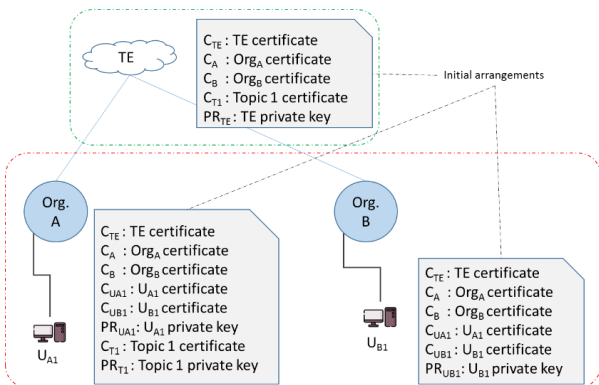 TE
C_TE : TE certificate
C_A : Org_A certificate
C_B : Org_B certificate
C_T1 : Topic 1 certificate
PR_TE : TE private key
Initial arrangements
Org.
A
C_TE : TE certificate
C_A : Org_A certificate
C_B : Org_B certificate
C_UA1 : U_A1 certificate
C_UB1 : U_B1 certificate
PR_UA1 : U_A1 private key
C_T1 : Topic 1 certificate
PR_T1 : Topic 1 private key
U_A1
Org.
B
U_B1
C_TE : TE certificate
C_A : Org_A certificate
C_B : Org_B certificate
C_UA1 : U_A1 certificate
C_UB1 : U_B1 certificate
PR_UB1 : U_B1 private key